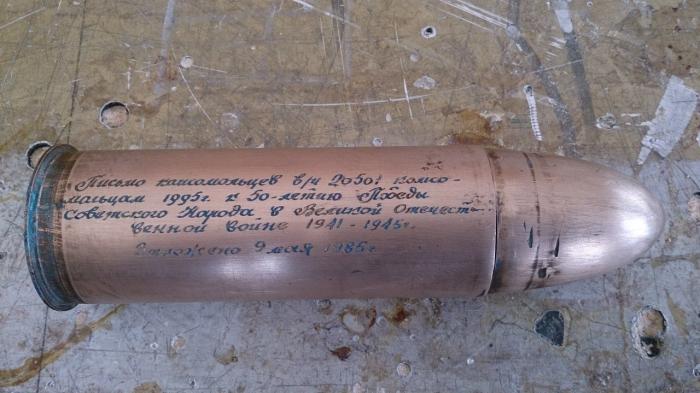 Письмо комсомольцев в/ч 20501 комсо-
мольцам 1995г. к 50-летию Победы
Советского Народа в Великой Отечест-
венной Войне 1941-1945г.
Вложено 9 мая 1985г.